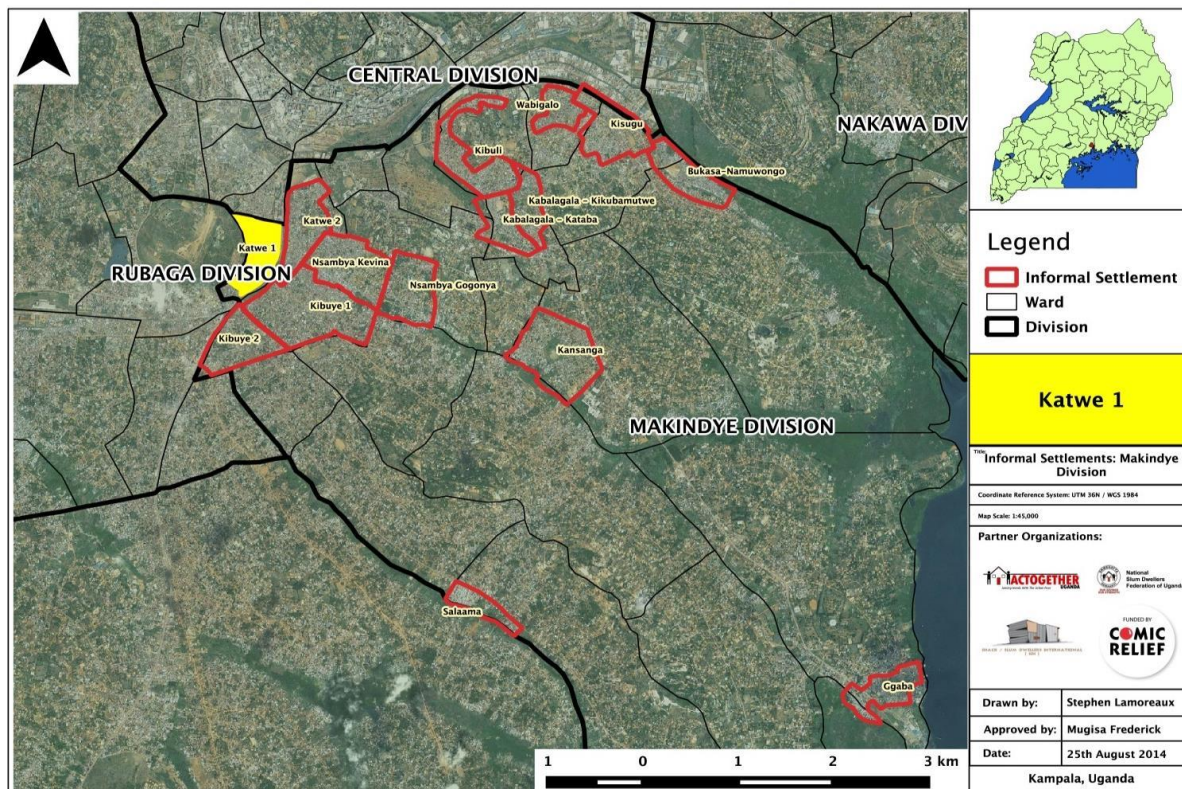 CENTRAL DIVISION
NAKAWA DIV
RUBAGA DIVISION
MAKINDYE DIVISION
Wabigalo
Kisugu
Kibuli
Bukasa-Namuwongo
Kabalagala - Kikubamutwe
Kabalagala - Kataba
Katwe 2
Katwe 1
Nsambya Kevina
Nsambya Gogonya
Kibuye 1
Kibuye 2
Kansanga
Salaama
Ggaba
1 0 1 2 3 km
Legend
Informal Settlement
Ward
Division
Katwe 1
Title:
Informal Settlements: Makindye
Division
Coordinate Reference System: UTM 36N / WGS 1984
Map Scale: 1:45,000
Partner Organizations:
ACTOGETHER
UGANDA
National
Slum Dwellers
Federation of Uganda
FUNDED BY
COMIC
RELIEF
Drawn by: Stephen Lamoreaux
Approved by: Mugisa Frederick
Date: 25th August 2014
Kampala, Uganda